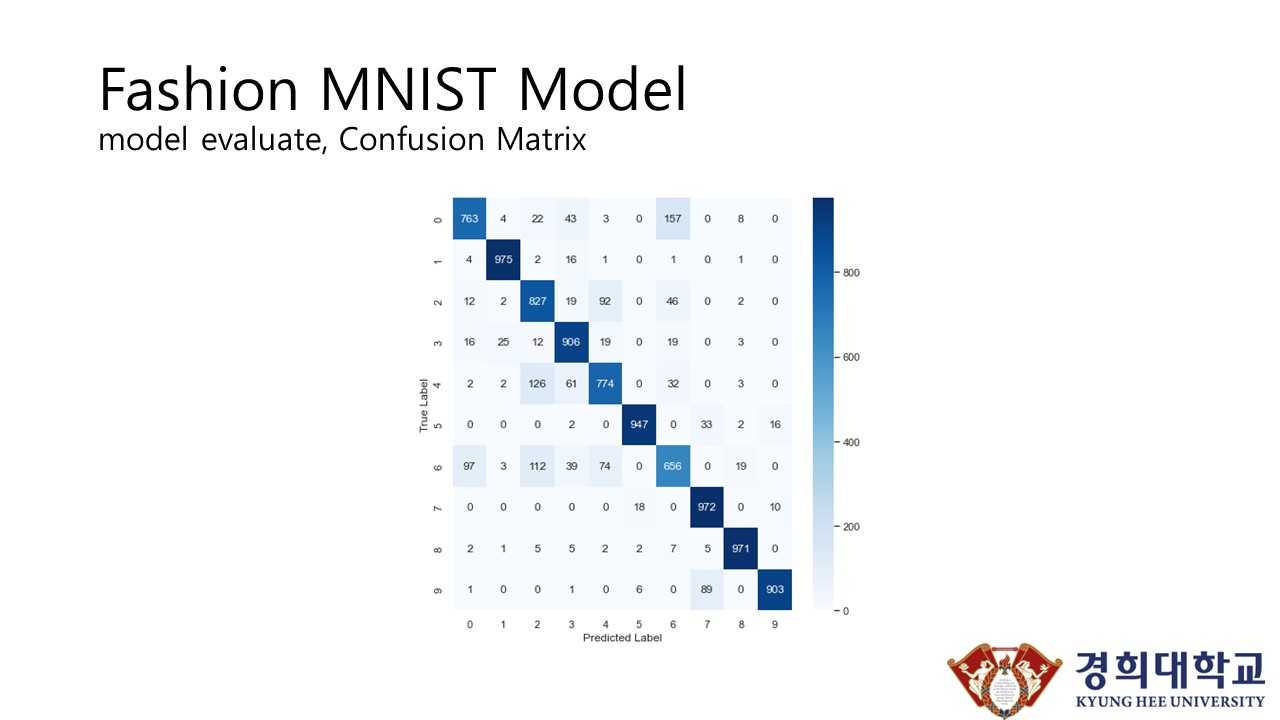 Fashion MNIST Model
model evaluate, Confusion Matrix
0 763 4 22 43 3 0 157 0 8 0
1 4 975 2 16 1 0 1 0 1 0
2 12 2 827 19 92 0 46 0 2 0
3 16 25 12 906 19 0 19 0 3 0
4 2 2 126 61 774 0 32 0 3 0
5 0 0 0 2 0 947 0 33 2 16
6 97 3 112 39 74 0 656 0 19 0
7 0 0 0 0 0 18 0 972 0 10
8 2 1 5 5 2 2 7 5 971 0
9 1 0 0 1 0 6 0 89 0 903
0 1 2 3 4 5 6 7 8 9
True Label
Predicted Label
800
600
400
200
0
경희대학교
KYUNG HEE UNIVERSITY